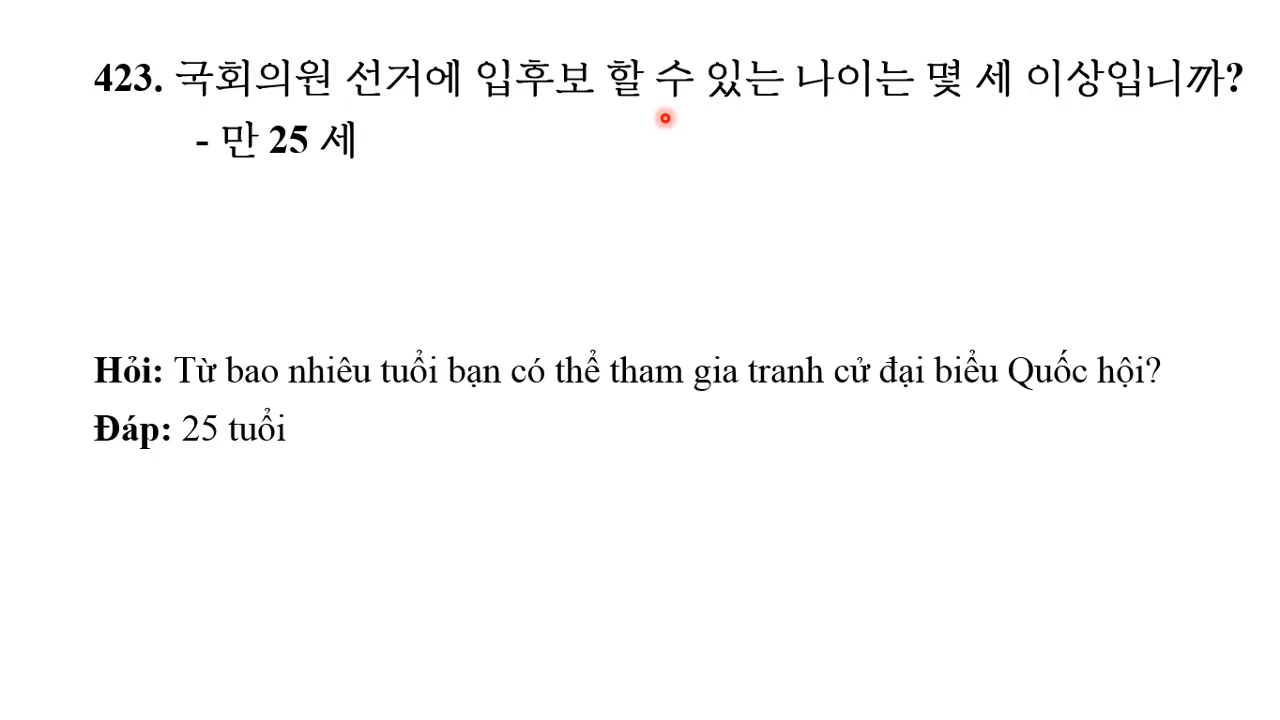 423. 국회의원 선거에 입후보 할 수 있는 나이는 몇 세 이상입니까?
- 만 25 세
Hỏi: Từ bao nhiêu tuổi bạn có thể tham gia tranh cử đại biểu Quốc hội?
Đáp: 25 tuổi